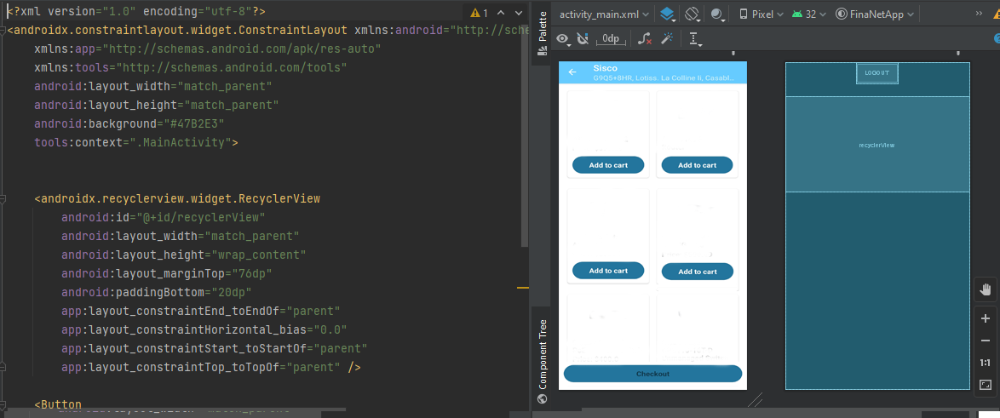 <?xml version="1.0" encoding="utf-8"?>
<androidx.constraintlayout.widget.ConstraintLayout xmlns:android="http://sche
xmlns:app="http://schemas.android.com/apk/res-auto"
xmlns:tools="http://schemas.android.com/tools"
android:layout_width="match_parent"
android:layout_height="match_parent"
android:background="#47B2E3"
tools:context=".MainActivity">
<androidx.recyclerview.widget.RecyclerView
android:id="@+id/recyclerView"
android:layout_width="match_parent"
android:layout_height="wrap_content"
android:layout_marginTop="76dp"
android:paddingBottom="20dp"
app:layout_constraintEnd_toEndOf="parent"
app:layout_constraintHorizontal_bias="0.0"
app:layout_constraintStart_toStartOf="parent"
app:layout_constraintTop_toTopOf="parent" />
<Button
1
Palette
Component Tree
activity_main.xml
Pixel
32
FinaNetApp
0dp
Sisco
G9Q5+8HR, Lotiss. La Colline Ii, Casabl...
Add to cart
Add to cart
Add to cart
Add to cart
Checkout
LOGOUT
recyclerView
1:1